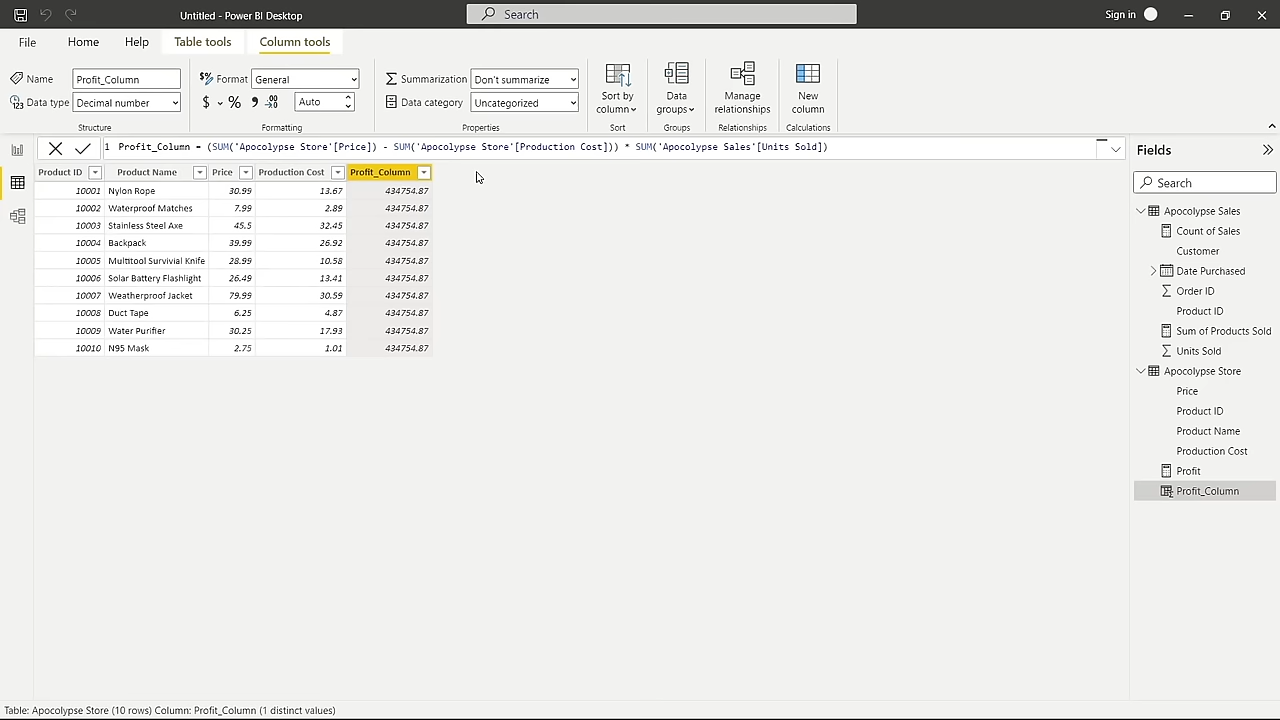 Untitled - Power BI Desktop
Search
Sign in
File Home Help Table tools Column tools
Name Profit_Column
Data type Decimal number
Structure
Format General
$ % Auto
Formatting
Summarization Don't summarize
Data category Uncategorized
Properties
Sort by
column
Sort
Data
groups
Groups
Manage
relationships
Relationships
New
column
Calculations
1 Profit_Column = (SUM('Apocolypse Store'[Price]) - SUM('Apocolypse Store'[Production Cost])) * SUM('Apocolypse Sales'[Units Sold])
Product ID Product Name Price Production Cost Profit_Column
10001 Nylon Rope 30.99 13.67 434754.87
10002 Waterproof Matches 7.99 2.89 434754.87
10003 Stainless Steel Axe 45.5 32.45 434754.87
10004 Backpack 39.99 26.92 434754.87
10005 Multitool Survivial Knife 28.99 10.58 434754.87
10006 Solar Battery Flashlight 26.49 13.41 434754.87
10007 Weatherproof Jacket 79.99 30.59 434754.87
10008 Duct Tape 6.25 4.87 434754.87
10009 Water Purifier 30.25 17.93 434754.87
10010 N95 Mask 2.75 1.01 434754.87
Fields
Search
Apocolypse Sales
Count of Sales
Customer
Date Purchased
Order ID
Product ID
Sum of Products Sold
Units Sold
Apocolypse Store
Price
Product ID
Product Name
Production Cost
Profit
Profit_Column
Table: Apocolypse Store (10 rows) Column: Profit_Column (1 distinct values)